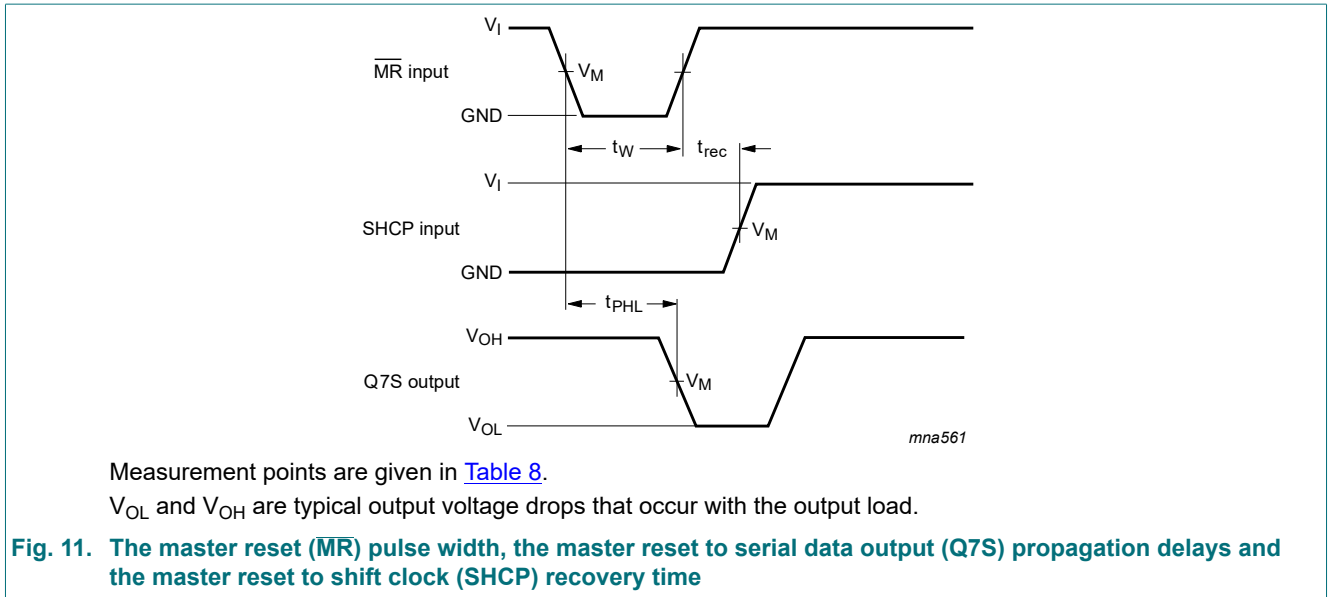 V_I
M̅R̅ input
V_M
GND
t_W
t_rec
V_I
SHCP input
V_M
GND
t_PHL
V_OH
Q7S output
V_M
V_OL
mna561
Measurement points are given in Table 8.
V_OL and V_OH are typical output voltage drops that occur with the output load.
Fig. 11. The master reset (M̅R̅) pulse width, the master reset to serial data output (Q7S) propagation delays and
the master reset to shift clock (SHCP) recovery time